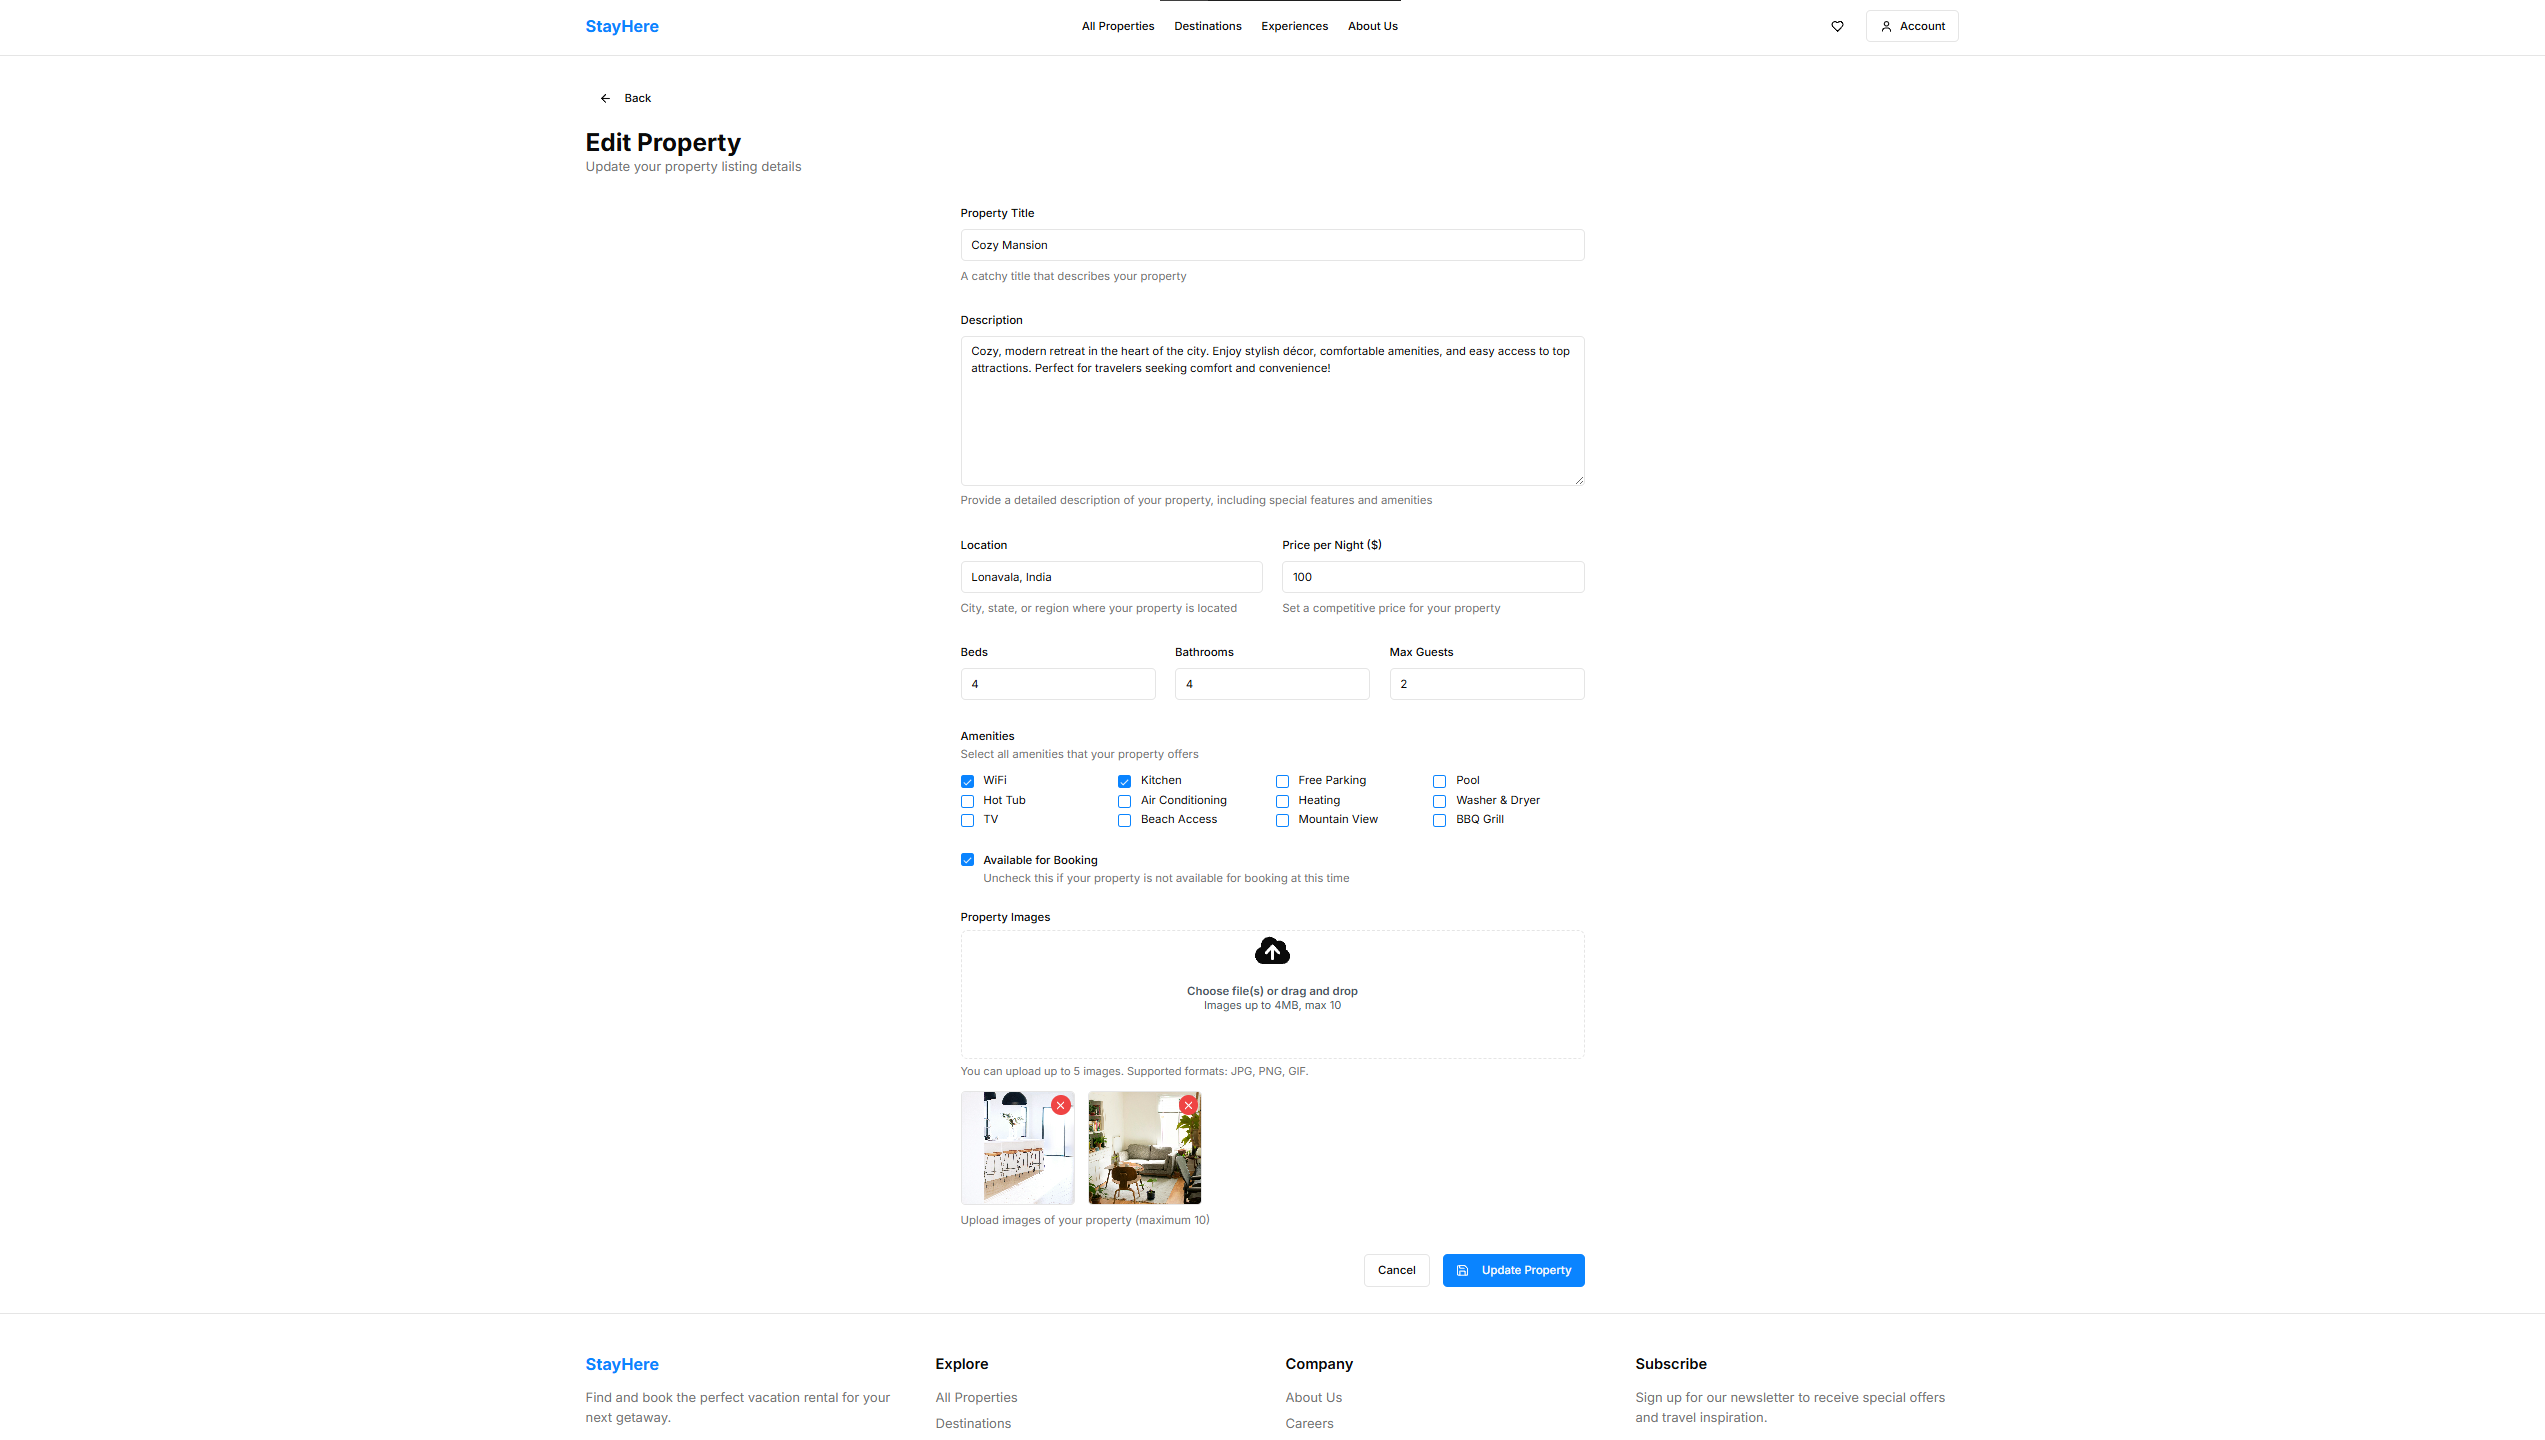 StayHere
All Properties
Destinations
Experiences
About Us
Account
Back
Edit Property
Update your property listing details
Property Title
Cozy Mansion
A catchy title that describes your property
Description
Cozy, modern retreat in the heart of the city. Enjoy stylish décor, comfortable amenities, and easy access to top
attractions. Perfect for travelers seeking comfort and convenience!
Provide a detailed description of your property, including special features and amenities
Location
Price per Night ($)
Lonavala, India
100
City, state, or region where your property is located
Set a competitive price for your property
Beds
Bathrooms
Max Guests
4
4
2
Amenities
Select all amenities that your property offers
WiFi
Kitchen
Free Parking
Pool
Hot Tub
Air Conditioning
Heating
Washer & Dryer
TV
Beach Access
Mountain View
BBQ Grill
Available for Booking
Uncheck this if your property is not available for booking at this time
Property Images
Choose file(s) or drag and drop
Images up to 4MB, max 10
You can upload up to 5 images. Supported formats: JPG, PNG, GIF.
Upload images of your property (maximum 10)
Cancel
Update Property
StayHere
Find and book the perfect vacation rental for your
next getaway.
Explore
All Properties
Destinations
Company
About Us
Careers
Subscribe
Sign up for our newsletter to receive special offers
and travel inspiration.